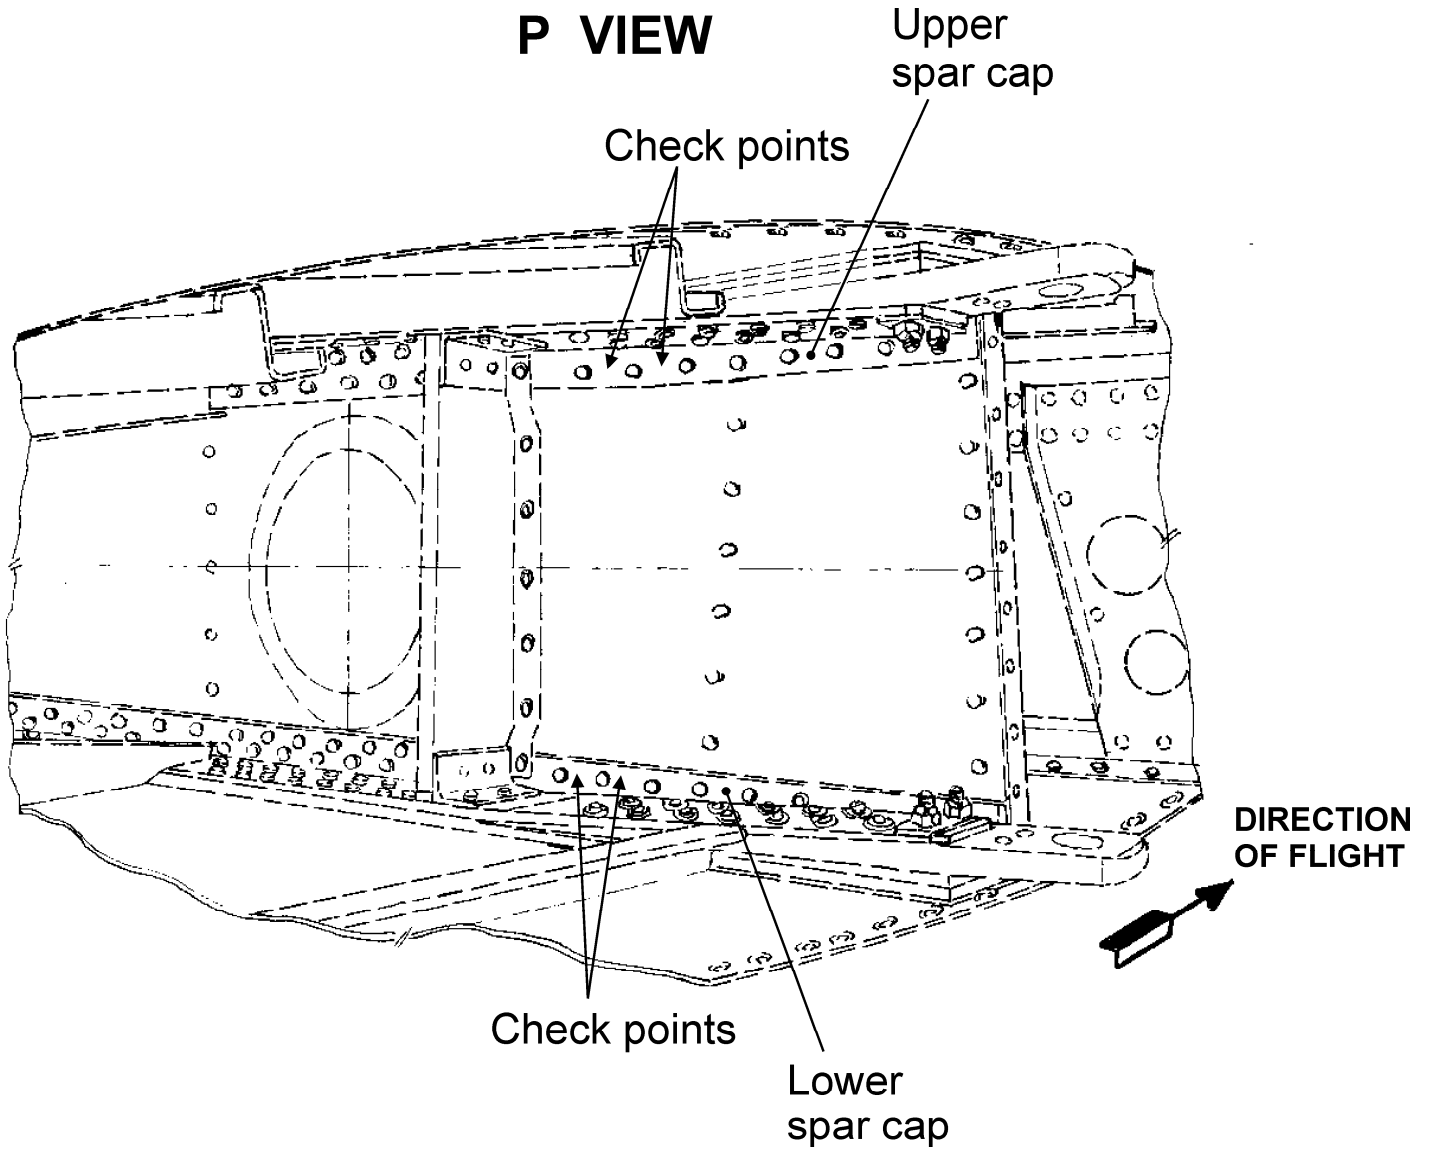 P VIEW
Upper
spar cap
Check points
DIRECTION
OF FLIGHT
Check points
Lower
spar cap